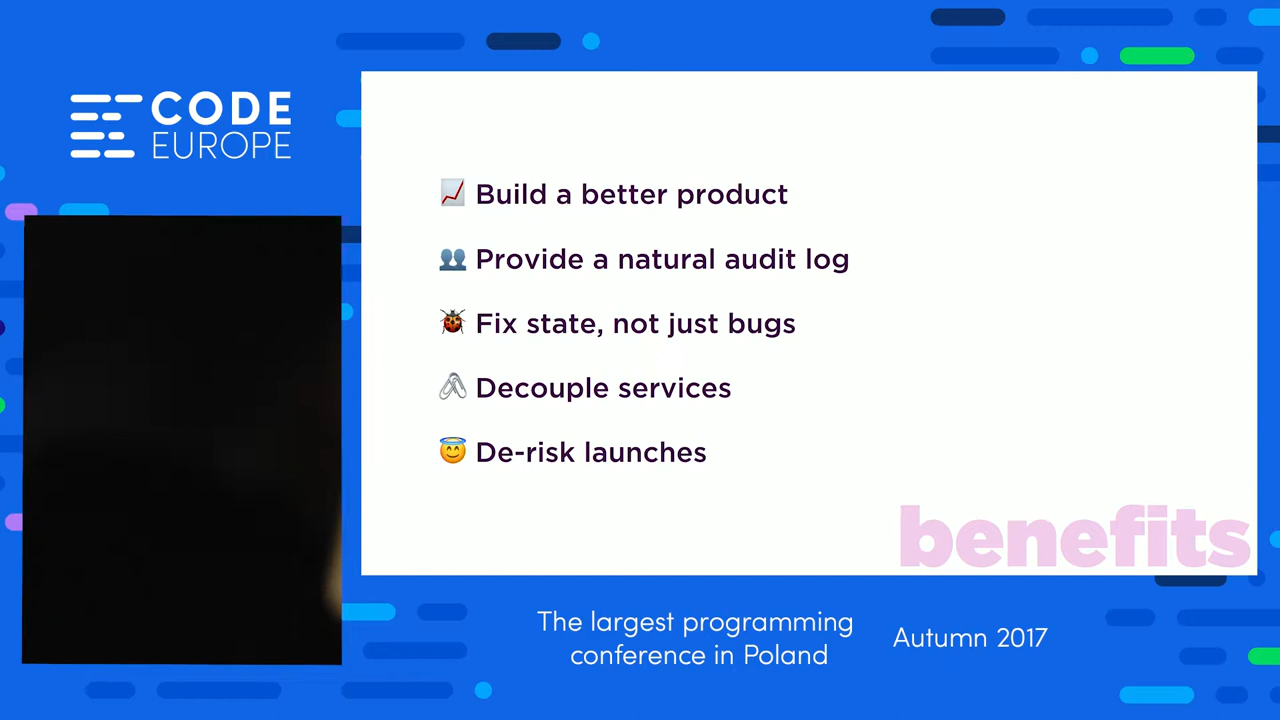 CODE
EUROPE
Build a better product
Provide a natural audit log
Fix state, not just bugs
Decouple services
De-risk launches
benefits
The largest programming
conference in Poland
Autumn 2017